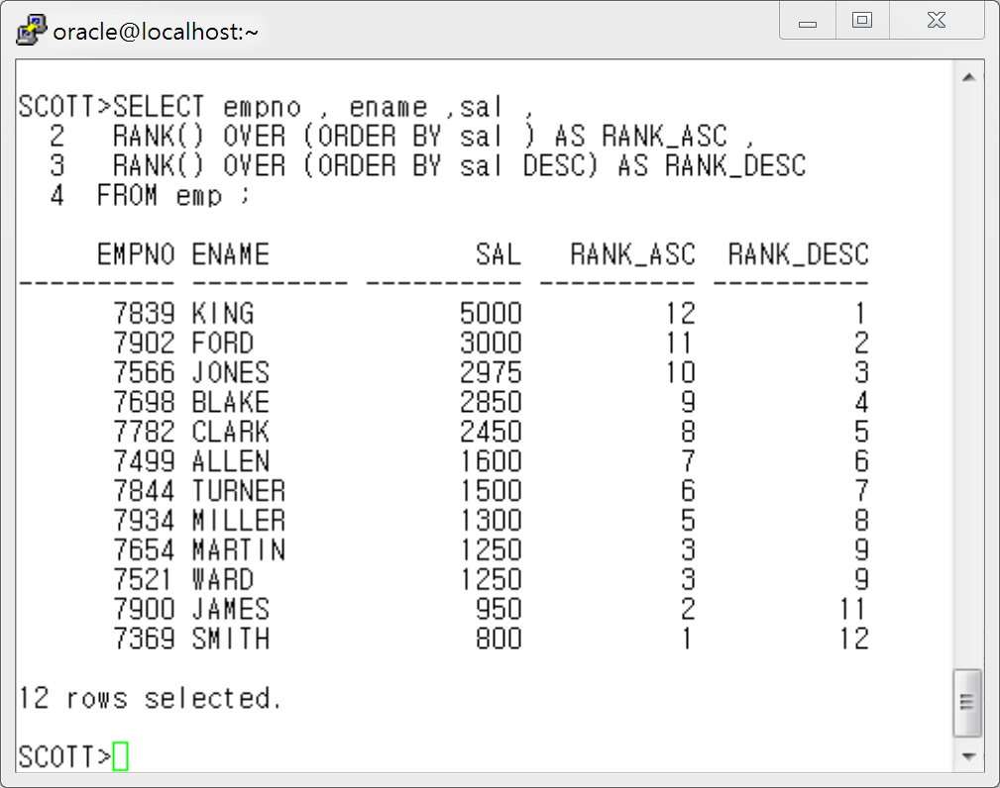 oracle@localhost:~
SCOTT>SELECT empno , ename ,sal ,
  2   RANK() OVER (ORDER BY sal ) AS RANK_ASC ,
  3   RANK() OVER (ORDER BY sal DESC) AS RANK_DESC
  4  FROM emp ;
     EMPNO ENAME             SAL   RANK_ASC  RANK_DESC
---------- ---------- ---------- ---------- ----------
      7839 KING             5000         12          1
      7902 FORD             3000         11          2
      7566 JONES            2975         10          3
      7698 BLAKE            2850          9          4
      7782 CLARK            2450          8          5
      7499 ALLEN            1600          7          6
      7844 TURNER           1500          6          7
      7934 MILLER           1300          5          8
      7654 MARTIN           1250          3          9
      7521 WARD             1250          3          9
      7900 JAMES             950          2         11
      7369 SMITH             800          1         12
12 rows selected.
SCOTT>